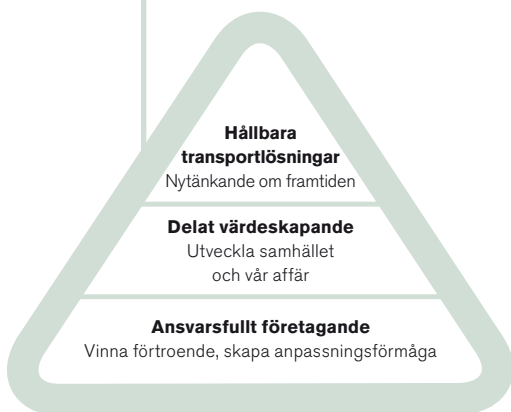 Hållbara
transportlösningar
Nytänkande om framtiden
Delat värdeskapande
Utveckla samhället
och vår affär
Ansvarsfullt företagande
Vinna förtroende, skapa anpassningsförmåga